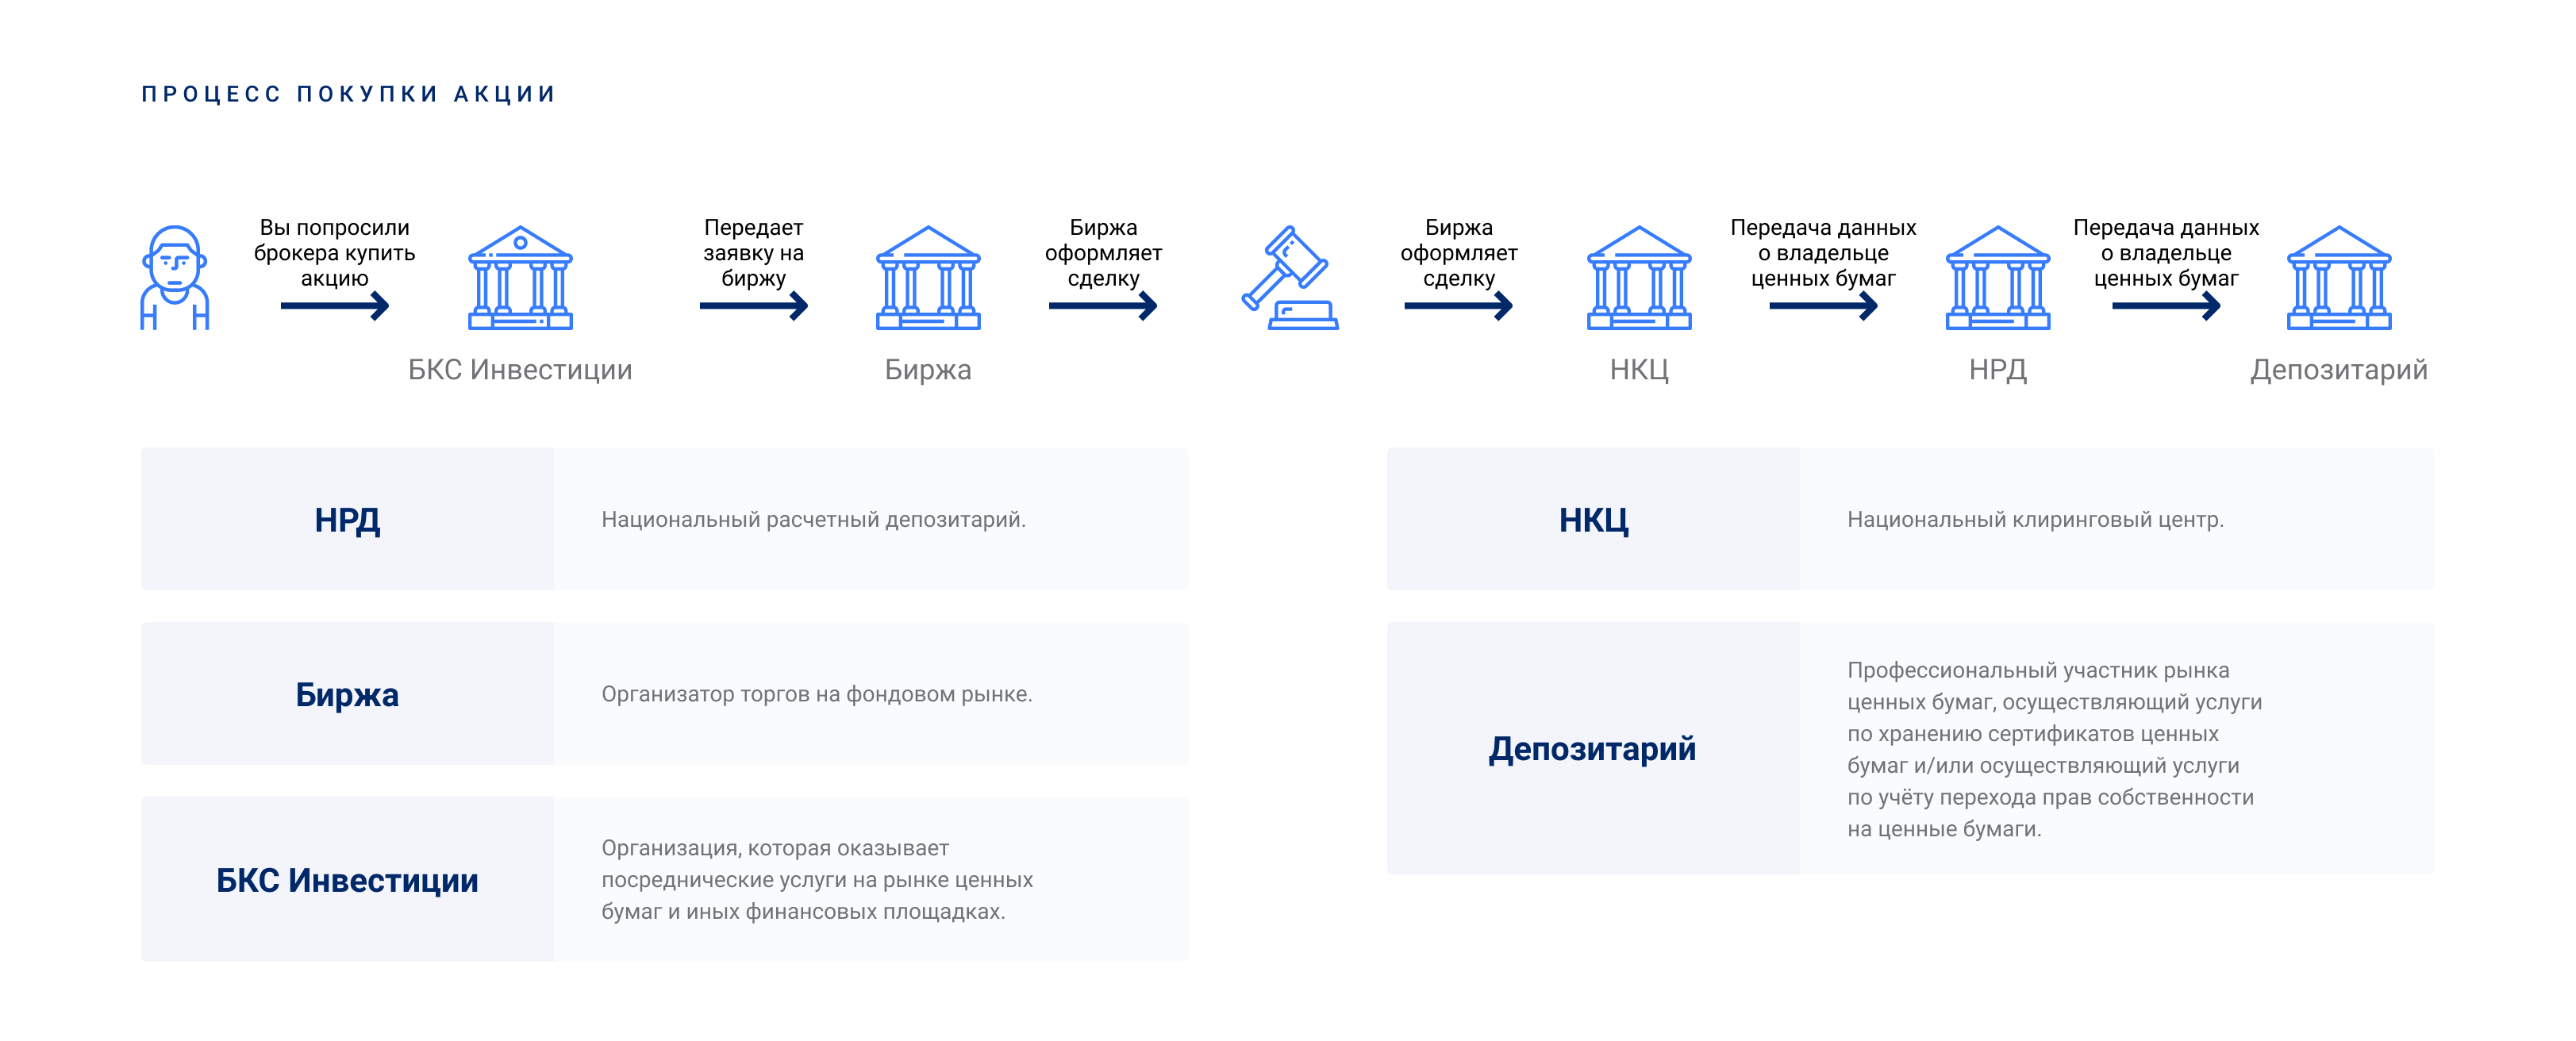 ПРОЦЕСС ПОКУПКИ АКЦИИ
Вы попросили
брокера купить
акцию
БКС Инвестиции
Передает
заявку на
биржу
Биржа
Биржа
оформляет
сделку
Биржа
оформляет
сделку
НКЦ
Передача данных
о владельце
ценных бумаг
НРД
Передача данных
о владельце
ценных бумаг
Депозитарий
НРД
Национальный расчетный депозитарий.
Биржа
Организатор торгов на фондовом рынке.
БКС Инвестиции
Организация, которая оказывает
посреднические услуги на рынке ценных
бумаг и иных финансовых площадках.
НКЦ
Национальный клиринговый центр.
Депозитарий
Профессиональный участник рынка
ценных бумаг, осуществляющий услуги
по хранению сертификатов ценных
бумаг и/или осуществляющий услуги
по учёту перехода прав собственности
на ценные бумаги.